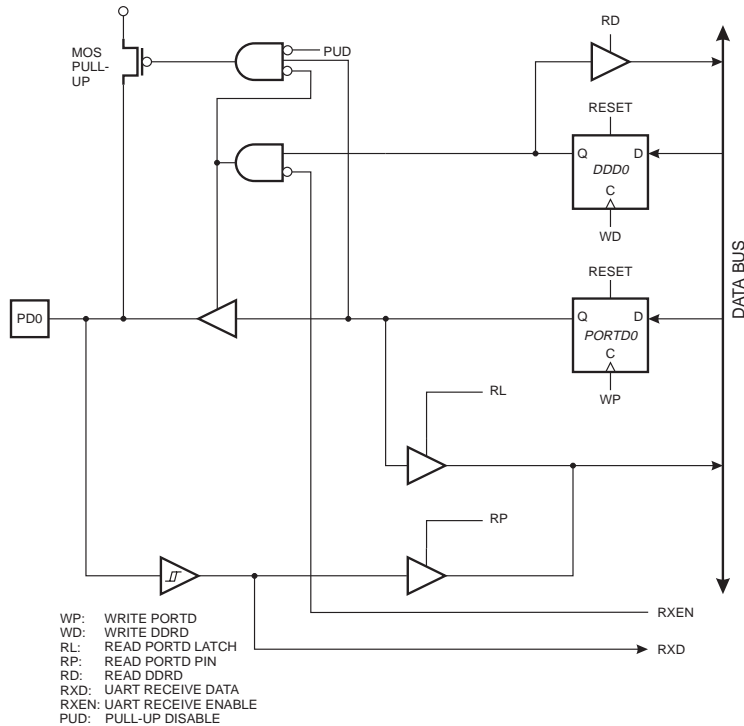 RD
MOS
PULL-
UP
PUD
RESET
Q
D
DDD0
C
WD
DATA BUS
RESET
PD0
Q
D
PORTD0
C
WP
RL
RP
RXEN
RXD
WP: WRITE PORTD
WD: WRITE DDRD
RL: READ PORTD LATCH
RP: READ PORTD PIN
RD: READ DDRD
RXD: UART RECEIVE DATA
RXEN: UART RECEIVE ENABLE
PUD: PULL-UP DISABLE